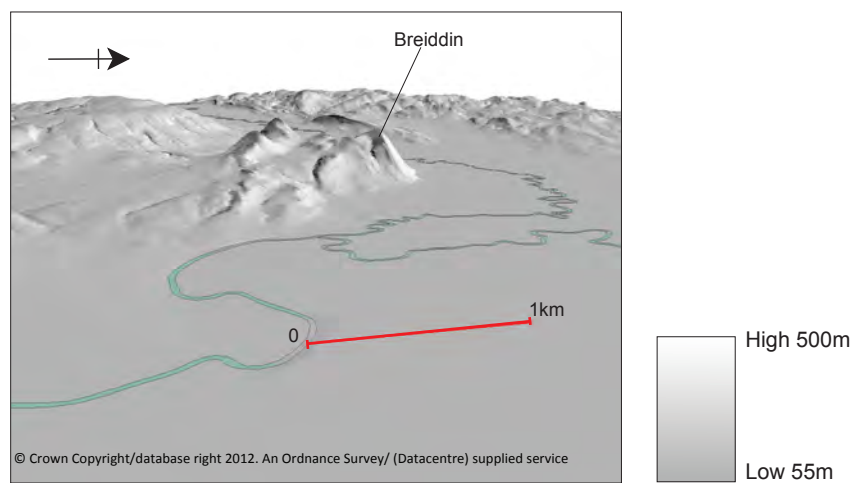 Breiddin
0
1km
High 500m
Low 55m
© Crown Copyright/database right 2012. An Ordnance Survey/ (Datacentre) supplied service